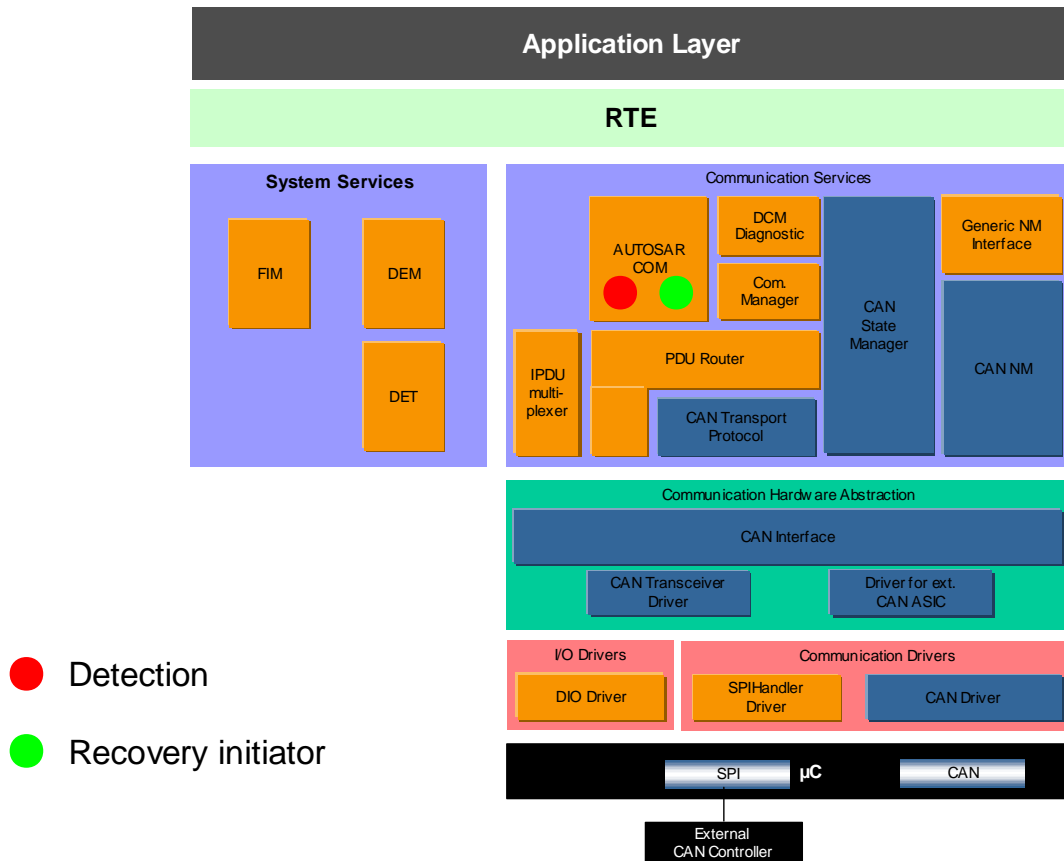 Application Layer
RTE
System Services
FIM
DEM
DET
Communication Services
AUTOSAR
COM
DCM
Diagnostic
Com.
Manager
CAN
State
Manager
Generic NM
Interface
CAN NM
IPDU
multi-
plexer
PDU Router
CAN Transport
Protocol
Communication Hardware Abstraction
CAN Interface
CAN Transceiver
Driver
Driver for ext.
CAN ASIC
I/O Drivers
DIO Driver
Communication Drivers
SPIHandler
Driver
CAN Driver
SPI
µC
CAN
External
CAN Controller
Detection
Recovery initiator